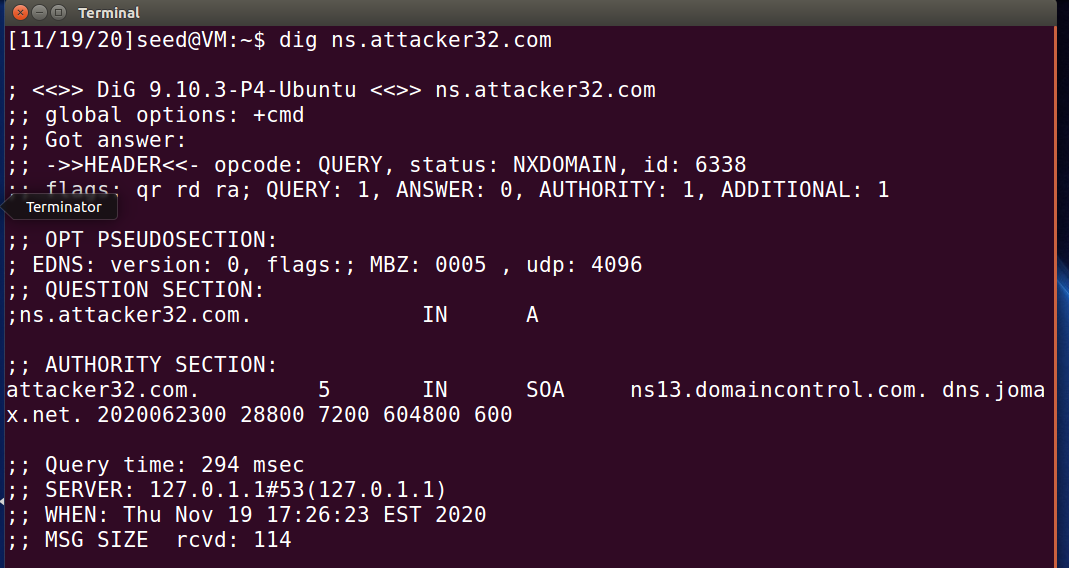 Terminal
[11/19/20]seed@VM:~$ dig ns.attacker32.com
; <<>> DiG 9.10.3-P4-Ubuntu <<>> ns.attacker32.com
;; global options: +cmd
;; Got answer:
;; ->>HEADER<<- opcode: QUERY, status: NXDOMAIN, id: 6338
;; flags: qr rd ra; QUERY: 1, ANSWER: 0, AUTHORITY: 1, ADDITIONAL: 1
Terminator
;; OPT PSEUDOSECTION:
; EDNS: version: 0, flags:; MBZ: 0005 , udp: 4096
;; QUESTION SECTION:
;ns.attacker32.com. IN A
;; AUTHORITY SECTION:
attacker32.com. 5 IN SOA ns13.domaincontrol.com. dns.joma
x.net. 2020062300 28800 7200 604800 600
;; Query time: 294 msec
;; SERVER: 127.0.1.1#53(127.0.1.1)
;; WHEN: Thu Nov 19 17:26:23 EST 2020
;; MSG SIZE rcvd: 114